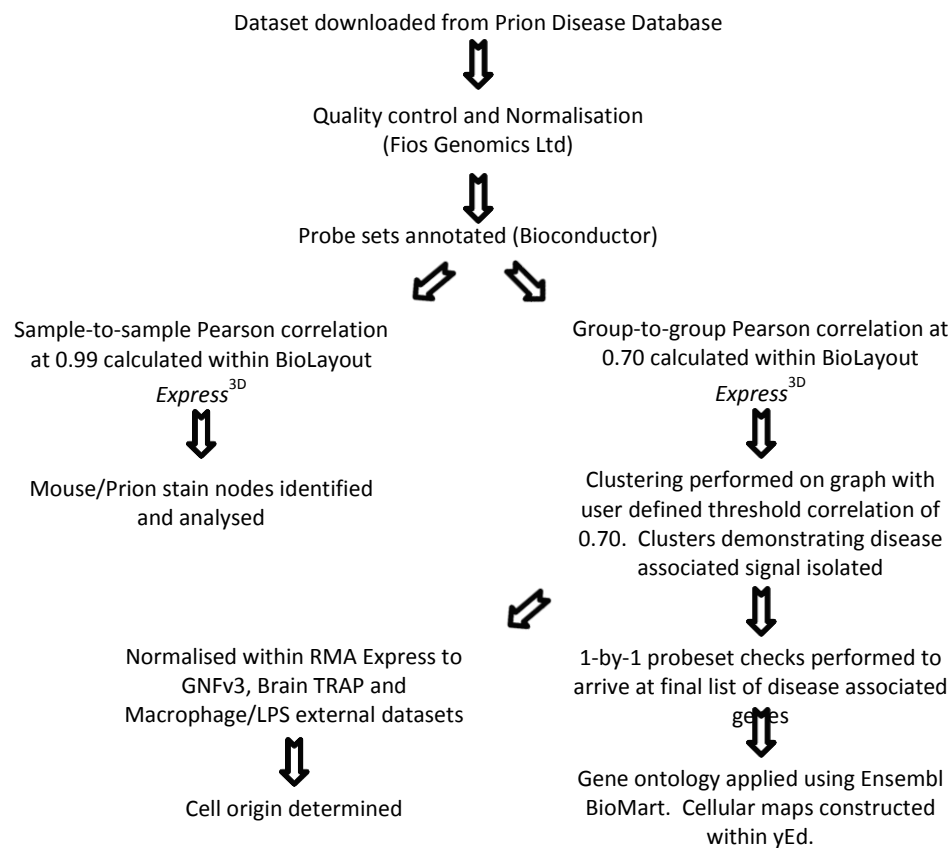 Dataset downloaded from Prion Disease Database
Quality control and Normalisation
(Fios Genomics Ltd)
Probe sets annotated (Bioconductor)
Sample-to-sample Pearson correlation
at 0.99 calculated within BioLayout
Express3D
Group-to-group Pearson correlation at
0.70 calculated within BioLayout
Express3D
Mouse/Prion stain nodes identified
and analysed
Clustering performed on graph with
user defined threshold correlation of
0.70.  Clusters demonstrating disease
associated signal isolated
Normalised within RMA Express to
GNFv3, Brain TRAP and
Macrophage/LPS external datasets
1-by-1 probeset checks performed to
arrive at final list of disease associated
genes
Cell origin determined
Gene ontology applied using Ensembl
BioMart.  Cellular maps constructed
within yEd.